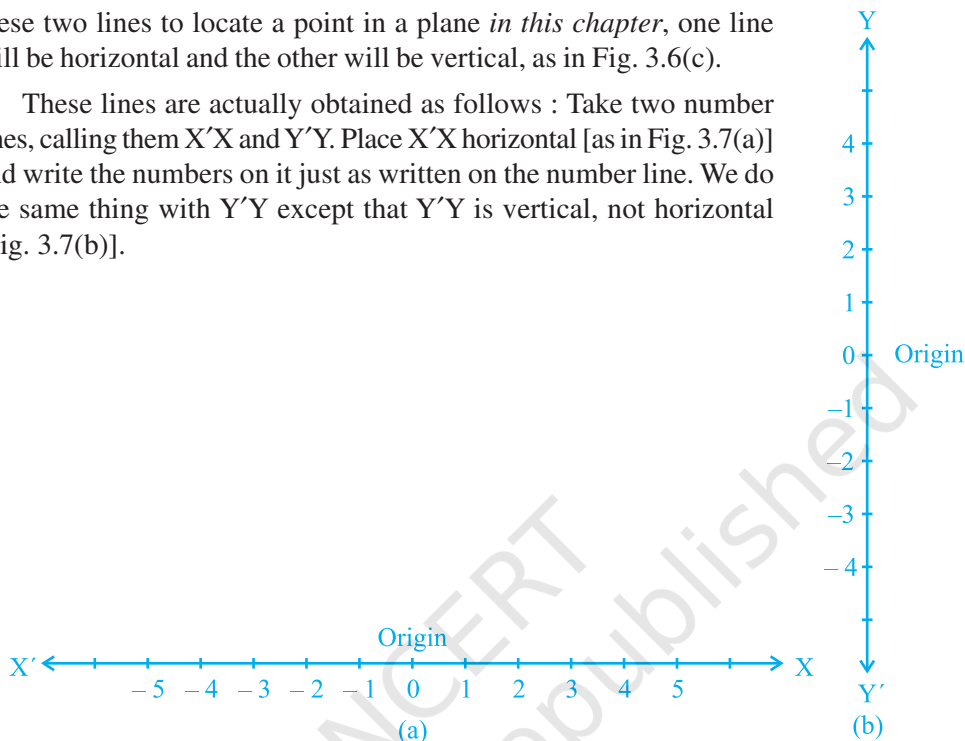 ese two lines to locate a point in a plane in this chapter, one line
ill be horizontal and the other will be vertical, as in Fig. 3.6(c).
These lines are actually obtained as follows : Take two number
nes, calling them X′X and Y′Y. Place X′X horizontal [as in Fig. 3.7(a)]
nd write the numbers on it just as written on the number line. We do
e same thing with Y′Y except that Y′Y is vertical, not horizontal
ig. 3.7(b)].
Y
4
3
2
1
0 Origin
–1
–2
–3
– 4
Y′
(b)
Origin
X′ X
– 5 – 4 – 3 – 2 – 1 0 1 2 3 4 5
(a)
NCERT
republished